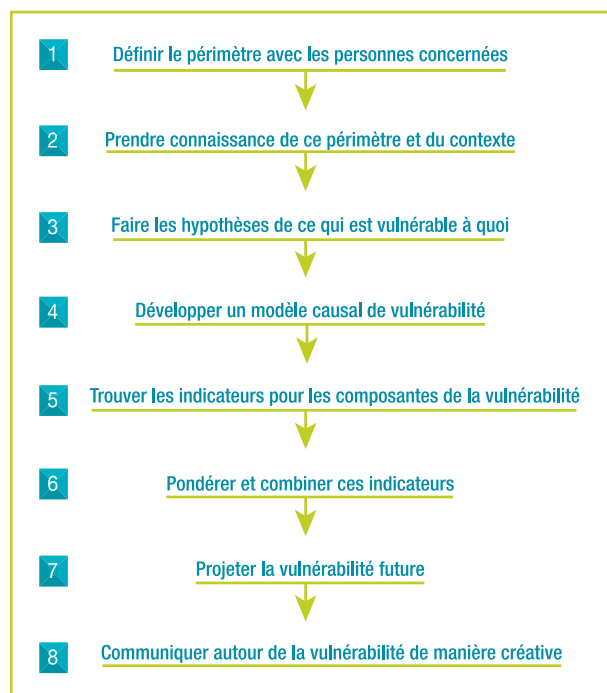 1 Définir le périmètre avec les personnes concernées
2 Prendre connaissance de ce périmètre et du contexte
3 Faire les hypothèses de ce qui est vulnérable à quoi
4 Développer un modèle causal de vulnérabilité
5 Trouver les indicateurs pour les composantes de la vulnérabilité
6 Pondérer et combiner ces indicateurs
7 Projeter la vulnérabilité future
8 Communiquer autour de la vulnérabilité de manière créative